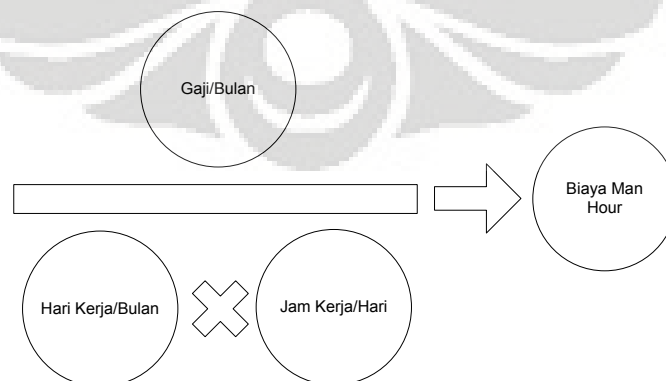 Gaji/Bulan
Biaya Man
Hour
Hari Kerja/Bulan
Jam Kerja/Hari